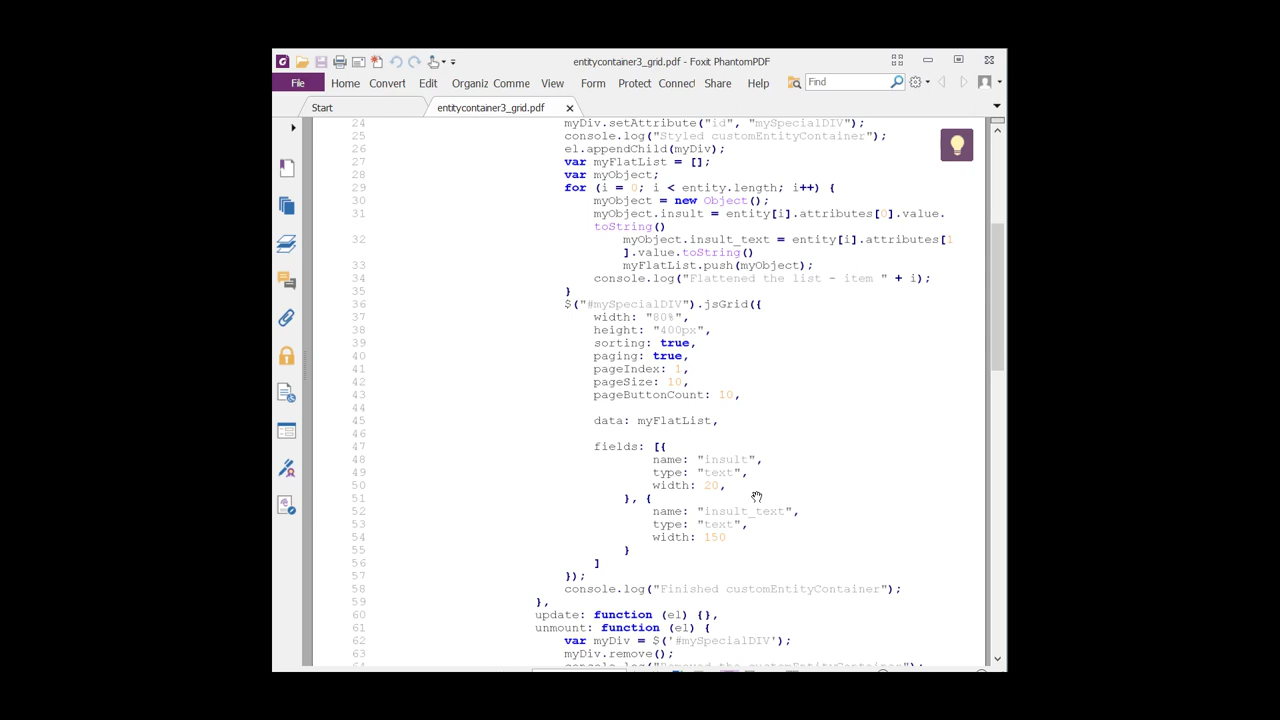 entitycontainer3_grid.pdf - Foxit PhantomPDF
File Home Convert Edit Organiz Comme View Form Protect Connect Share Help Find
Start entitycontainer3_grid.pdf
24 myDiv.setAttribute("id", "mySpecialDIV");
25 console.log("Styled customEntityContainer");
26 el.appendChild(myDiv);
27 var myFlatList = [];
28 var myObject;
29 for (i = 0; i < entity.length; i++) {
30 myObject = new Object();
31 myObject.insult = entity[i].attributes[0].value.
toString()
32 myObject.insult_text = entity[i].attributes[1
].value.toString()
33 myFlatList.push(myObject);
34 console.log("Flattened the list - item " + i);
35 }
36 $("#mySpecialDIV").jsGrid({
37 width: "80%",
38 height: "400px",
39 sorting: true,
40 paging: true,
41 pageIndex: 1,
42 pageSize: 10,
43 pageButtonCount: 10,
44
45 data: myFlatList,
46
47 fields: [{
48 name: "insult",
49 type: "text",
50 width: 20,
51 }, {
52 name: "insult_text",
53 type: "text",
54 width: 150
55 }
56 ]
57 });
58 console.log("Finished customEntityContainer");
59 },
60 update: function (el) {},
61 unmount: function (el) {
62 var myDiv = $('#mySpecialDIV');
63 myDiv.remove();
64 console.log("Removed the customEntityContainer");